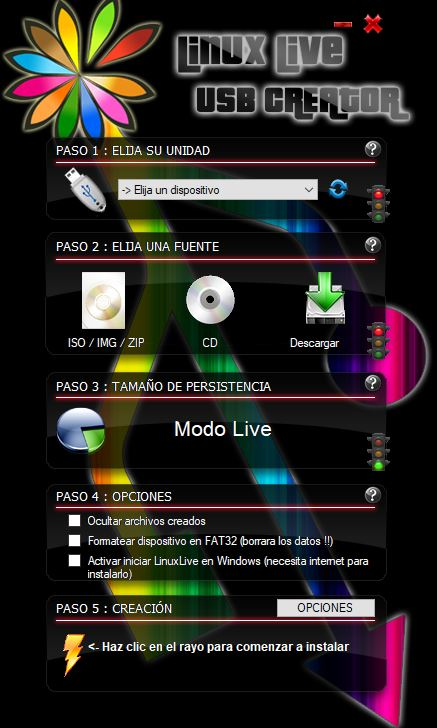 Linux Live
USB Creator
PASO 1 : ELIJA SU UNIDAD
?
-> Elija un dispositivo
PASO 2 : ELIJA UNA FUENTE
?
ISO / IMG / ZIP
CD
Descargar
PASO 3 : TAMAÑO DE PERSISTENCIA
?
Modo Live
PASO 4 : OPCIONES
?
Ocultar archivos creados
Formatear dispositivo en FAT32 (borrara los datos !!)
Activar iniciar LinuxLive en Windows (necesita internet para
instalarlo)
PASO 5 : CREACIÓN
OPCIONES
<- Haz clic en el rayo para comenzar a instalar